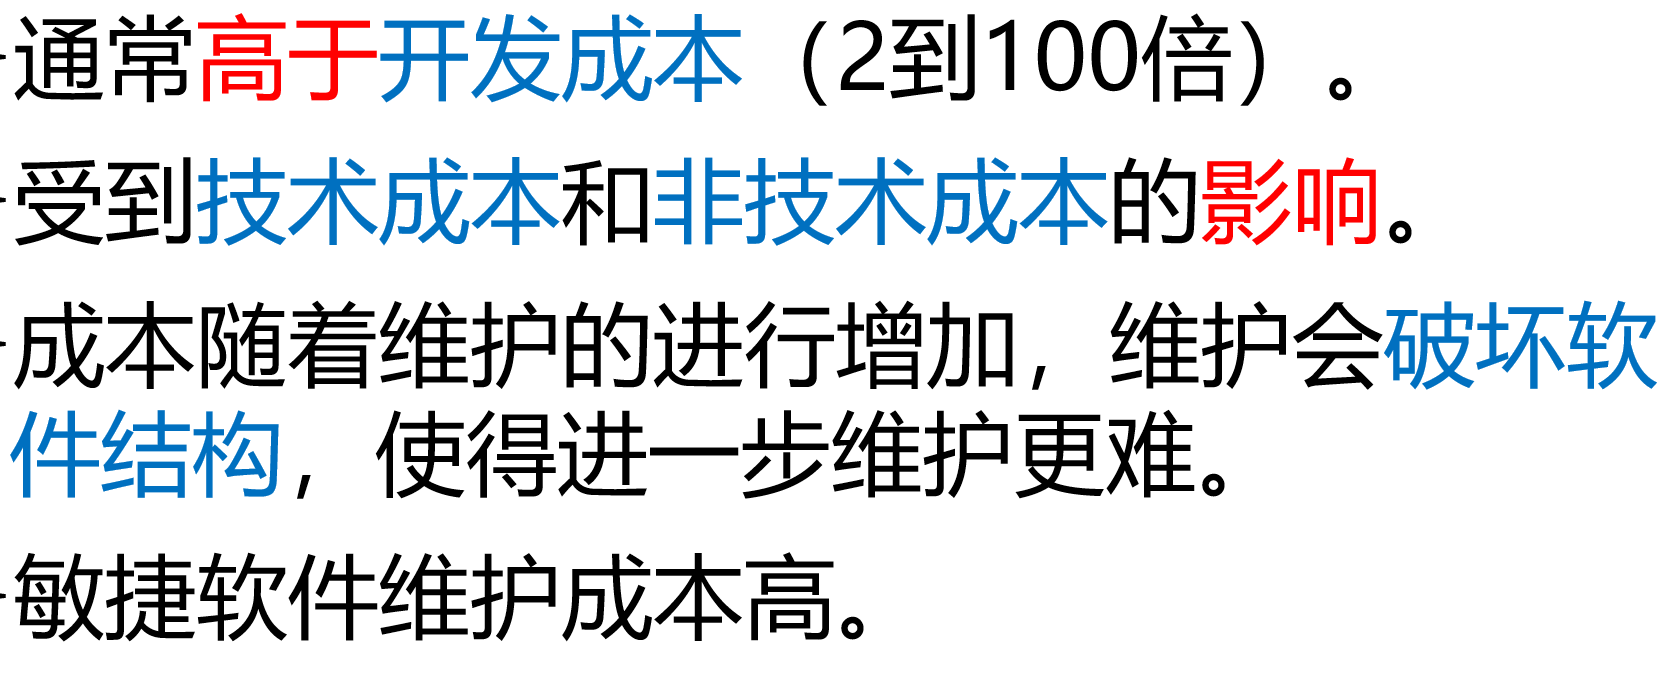 通常高于开发成本（2到100倍）。
受到技术成本和非技术成本的影响。
成本随着维护的进行增加，维护会破坏软
件结构，使得进一步维护更难。
敏捷软件维护成本高。